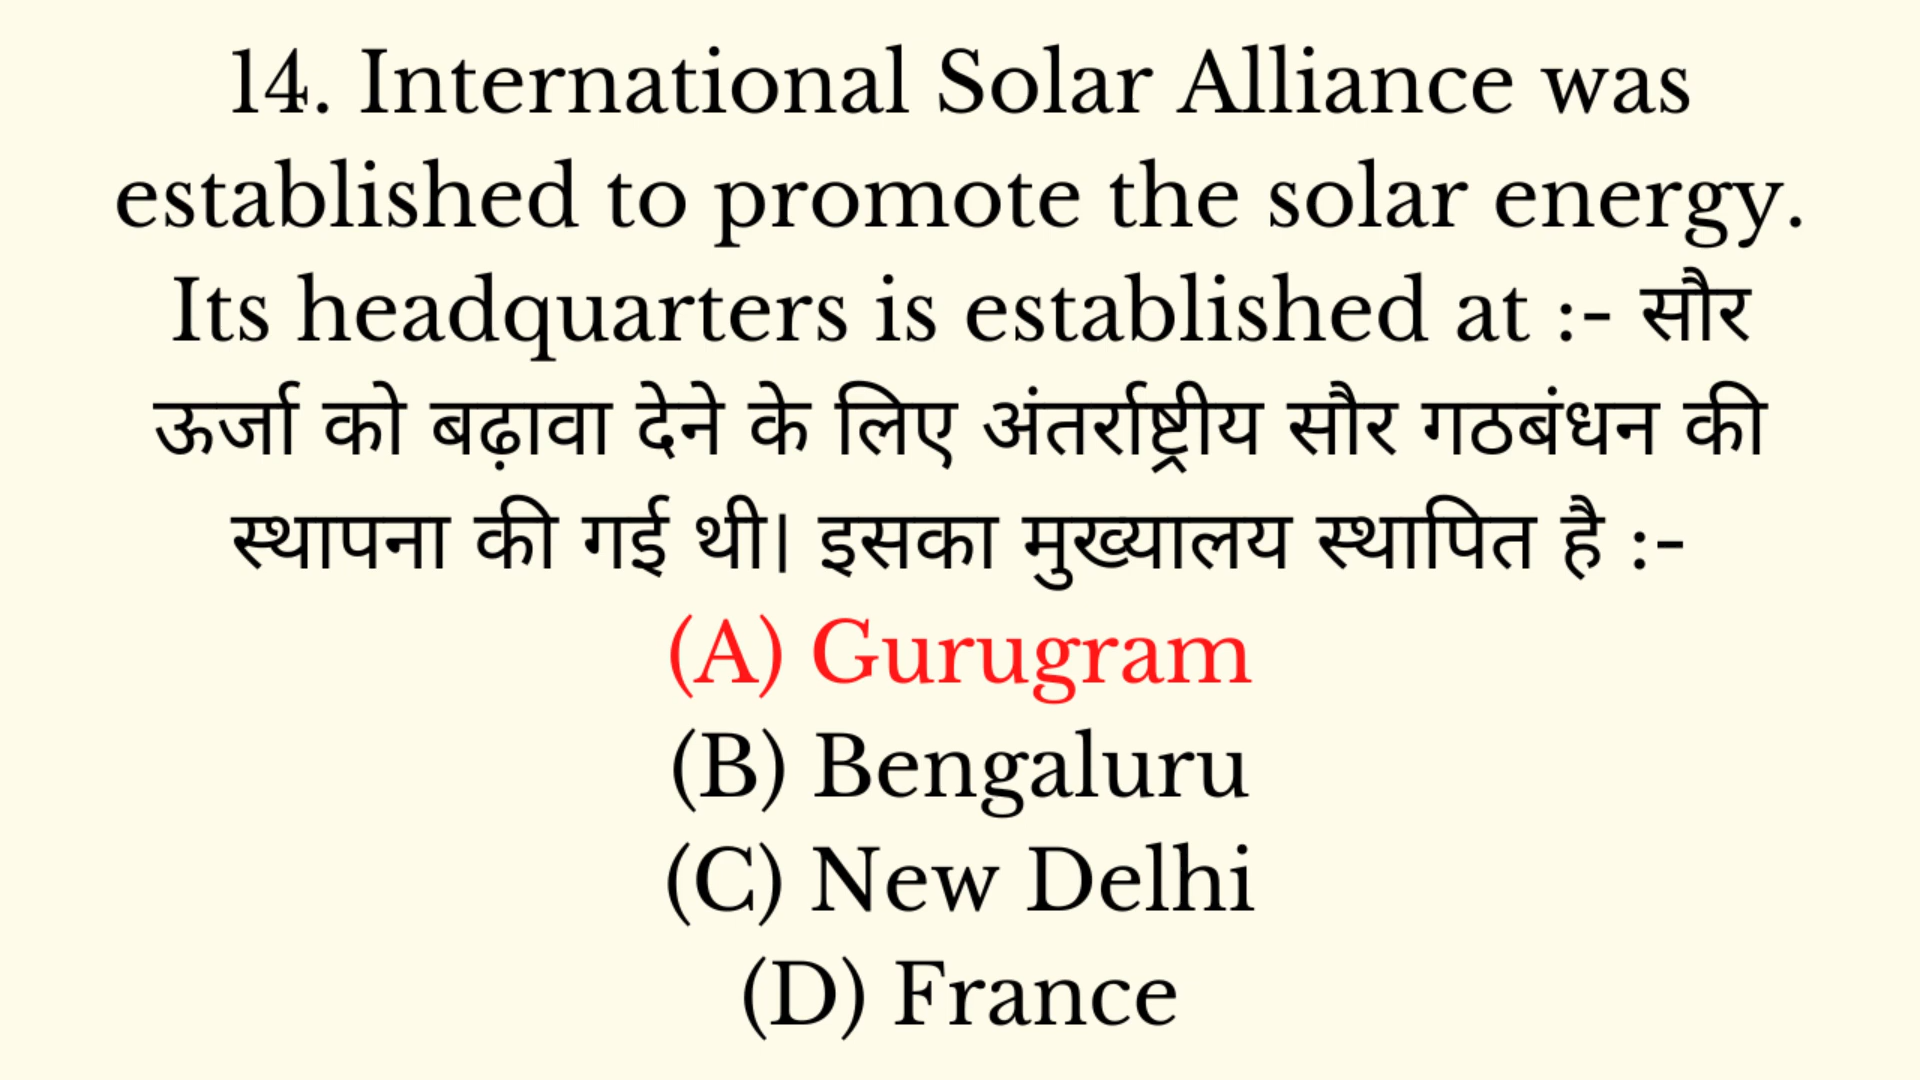 14. International Solar Alliance was
established to promote the solar energy.
Its headquarters is established at :- सौर
ऊर्जा को बढ़ावा देने के लिए अंतर्राष्ट्रीय सौर गठबंधन की
स्थापना की गई थी। इसका मुख्यालय स्थापित है :-
(A) Gurugram
(B) Bengaluru
(C) New Delhi
(D) France